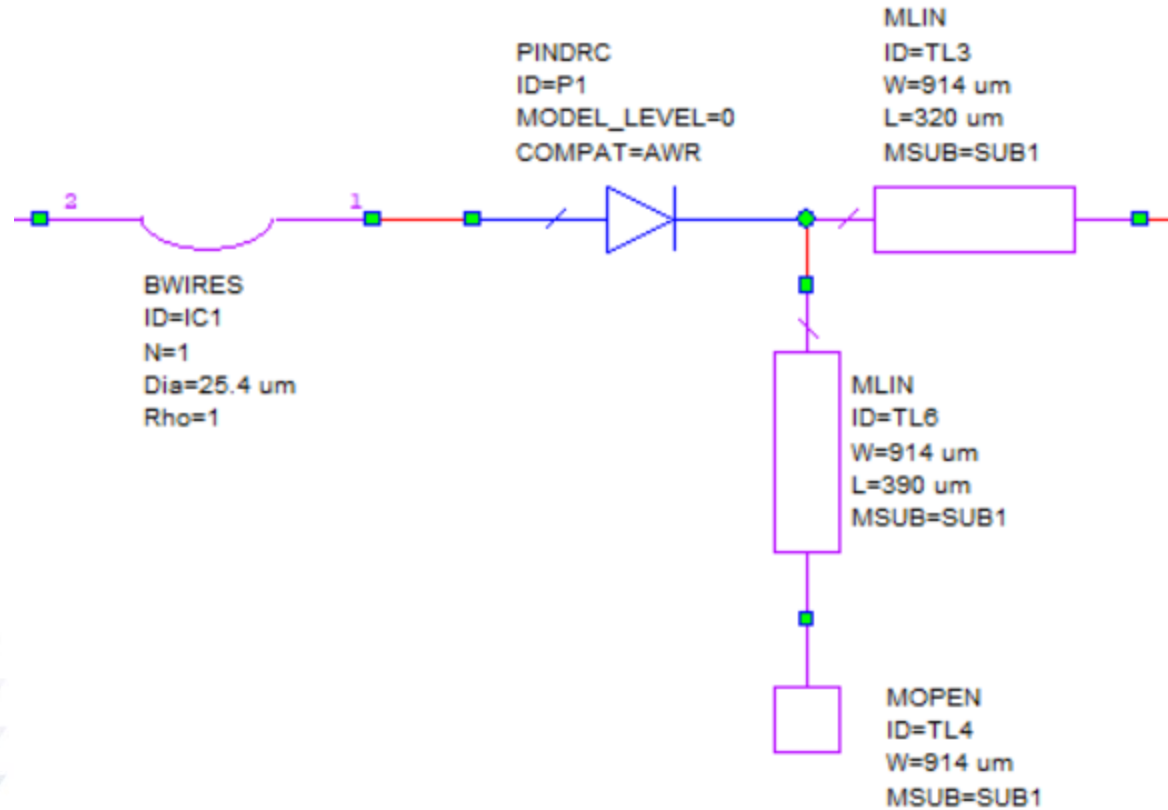 MLIN
ID=TL3
W=914 um
L=320 um
MSUB=SUB1
PINDRC
ID=P1
MODEL_LEVEL=0
COMPAT=AWR
2
1
BWIRES
ID=IC1
N=1
Dia=25.4 um
Rho=1
MLIN
ID=TL6
W=914 um
L=390 um
MSUB=SUB1
MOPEN
ID=TL4
W=914 um
MSUB=SUB1